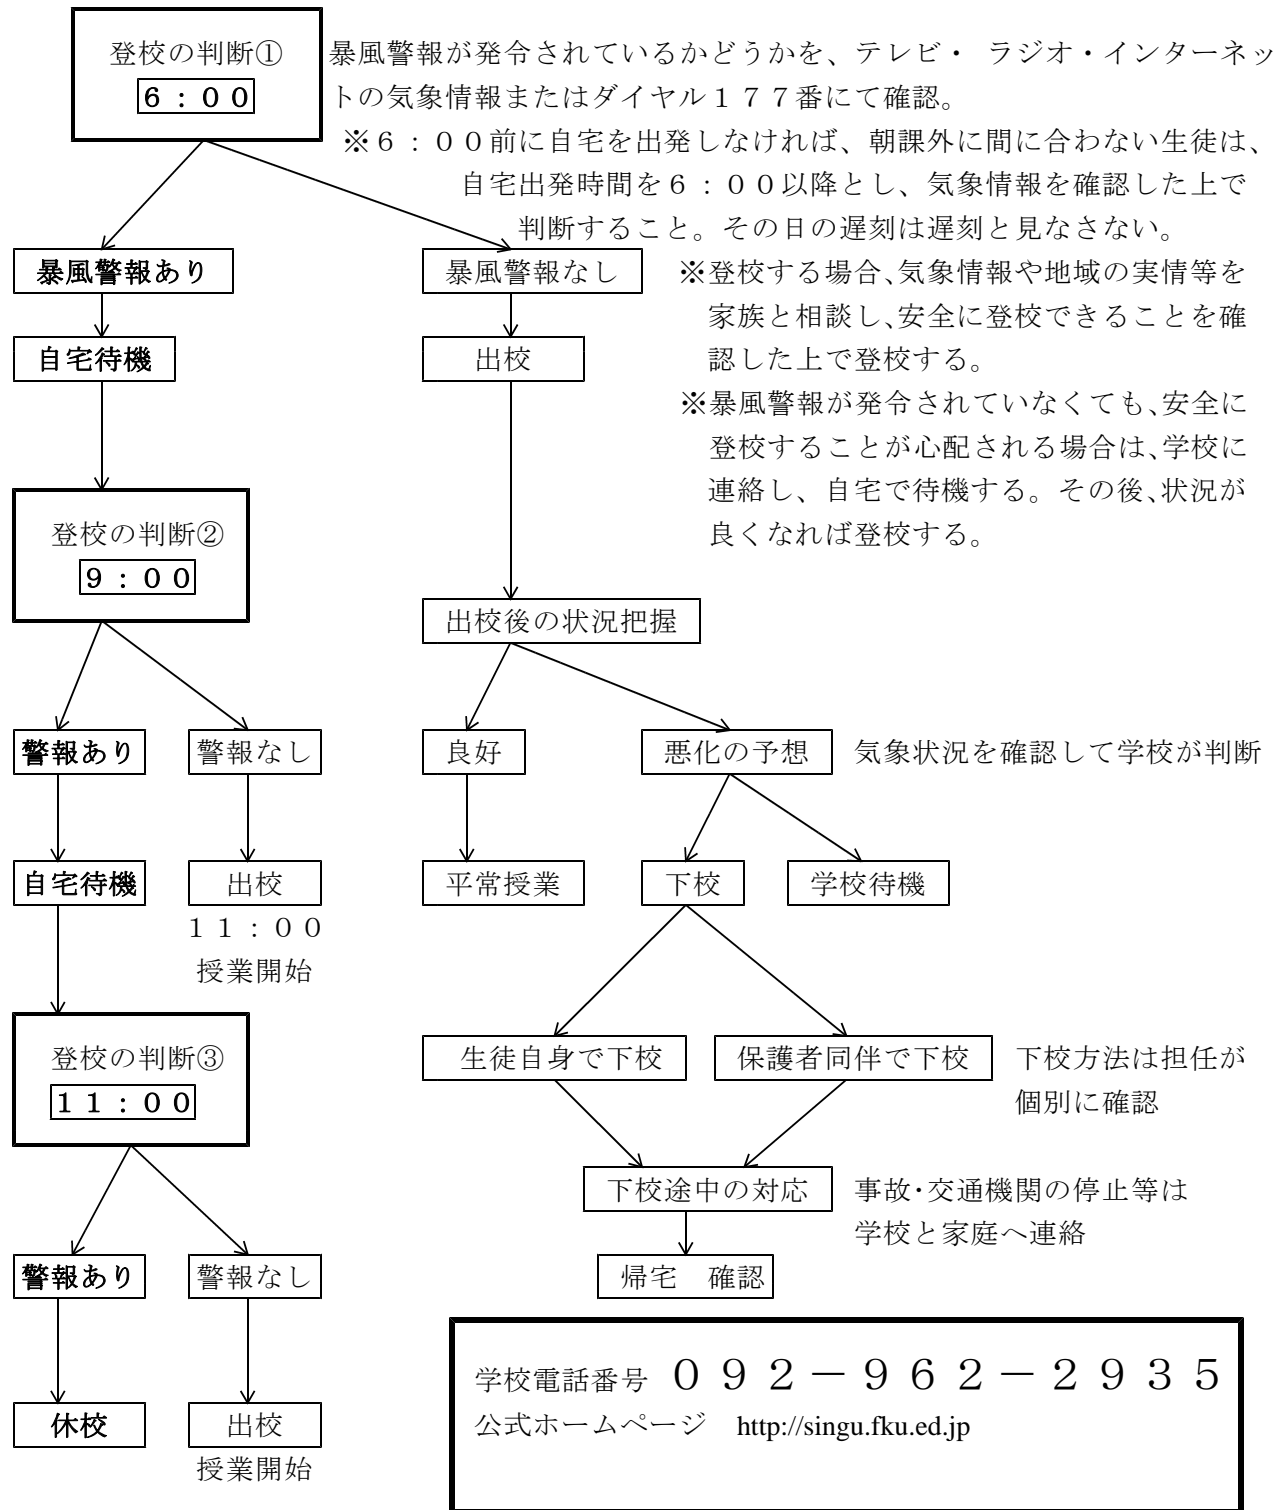 登校の判断①
６：００
暴風警報が発令されているかどうかを、テレビ・ ラジオ・インターネッ
トの気象情報またはダイヤル１７７番にて確認。
※６：００前に自宅を出発しなければ、朝課外に間に合わない生徒は、
自宅出発時間を６：００以降とし、気象情報を確認した上で
判断すること。その日の遅刻は遅刻と見なさない。
暴風警報あり
暴風警報なし
※登校する場合、気象情報や地域の実情等を
家族と相談し、安全に登校できることを確
認した上で登校する。
自宅待機
出校
※暴風警報が発令されていなくても、安全に
登校することが心配される場合は、学校に
連絡し、自宅で待機する。その後、状況が
良くなれば登校する。
登校の判断②
９：００
出校後の状況把握
警報あり
警報なし
良好
悪化の予想
気象状況を確認して学校が判断
自宅待機
出校
１１：００
授業開始
平常授業
下校
学校待機
登校の判断③
１１：００
生徒自身で下校
保護者同伴で下校
下校方法は担任が
個別に確認
下校途中の対応
事故・交通機関の停止等は
学校と家庭へ連絡
警報あり
警報なし
帰宅　確認
休校
出校
授業開始
学校電話番号 ０９２－９６２－２９３５
公式ホームページ　http://singu.fku.ed.jp